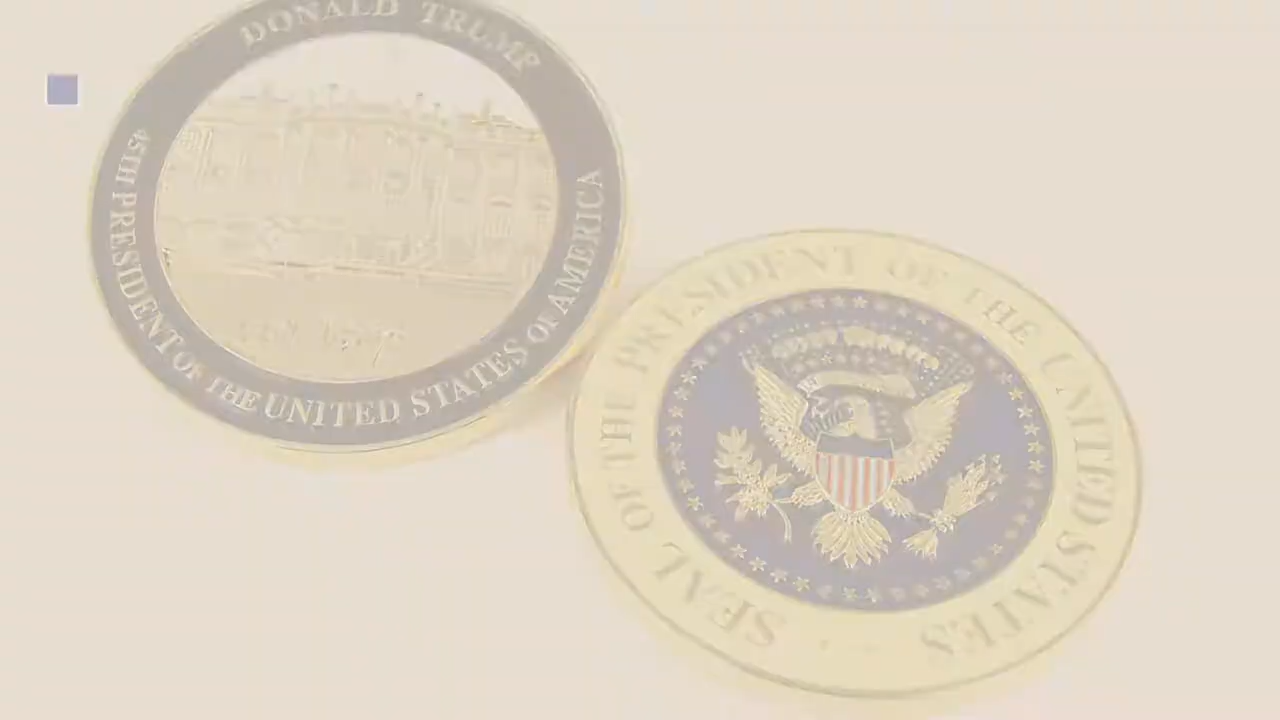 DONALD TRUMP
45TH PRESIDENT OF THE UNITED STATES OF AMERICA
SEAL OF THE PRESIDENT OF THE UNITED STATES